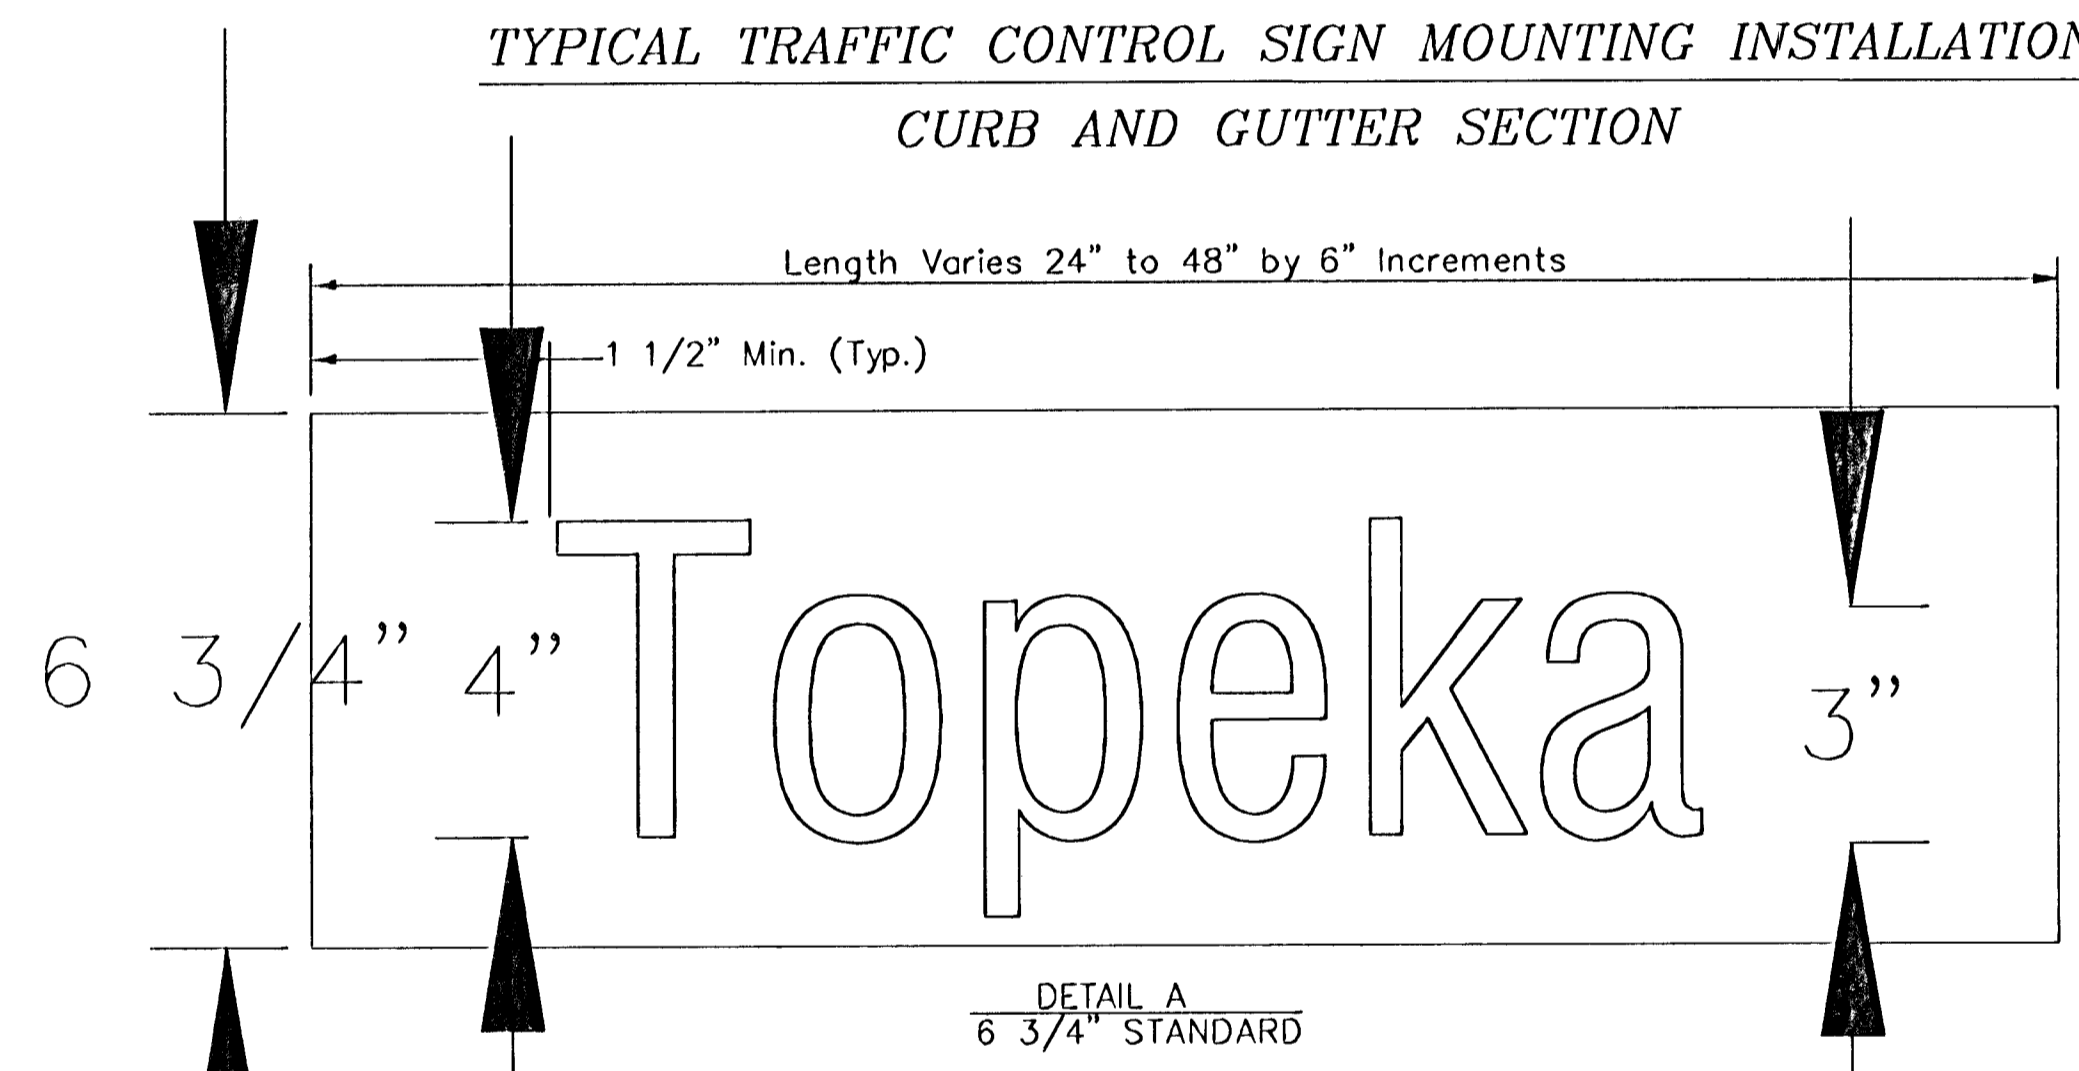 TYPICAL TRAFFIC CONTROL SIGN MOUNTING INSTALLATION
CURB AND GUTTER SECTION
Length Varies 24" to 48" by 6" Increments
1 1/2" Min. (Typ.)
6 3/4"
4"
Topeka
3"
DETAIL A
6 3/4" STANDARD